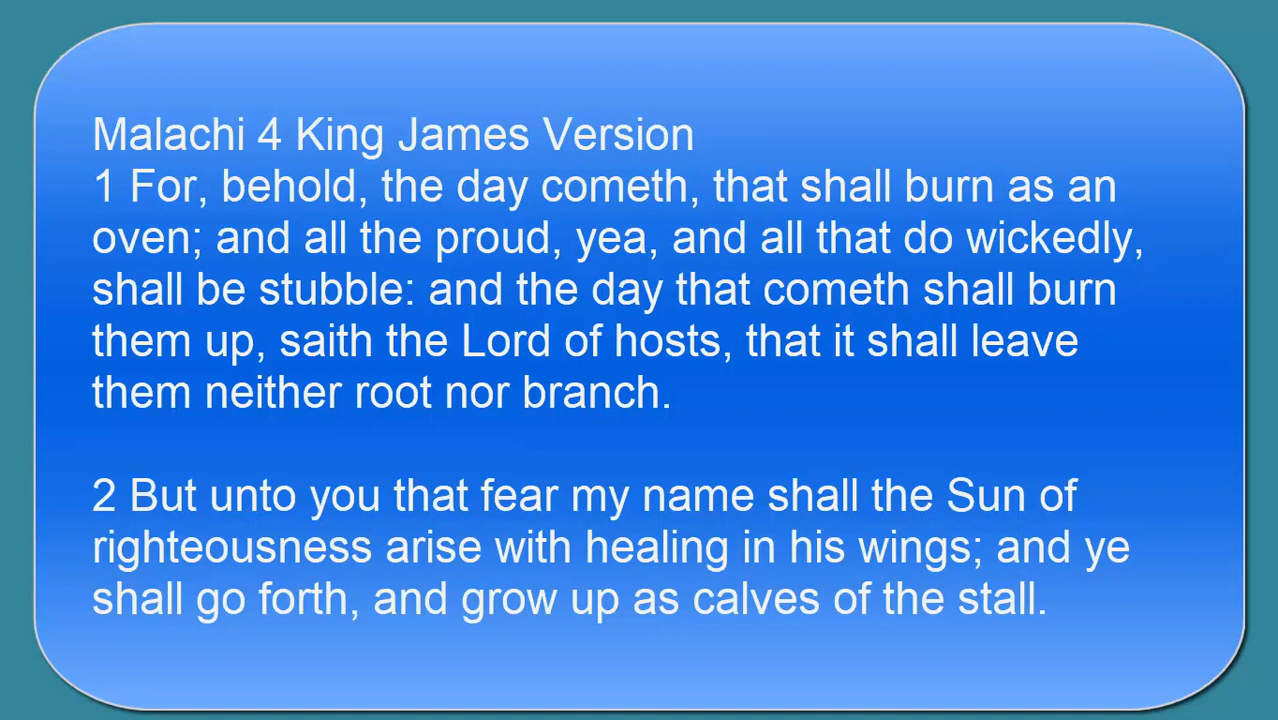 Malachi 4 King James Version
1 For, behold, the day cometh, that shall burn as an
oven; and all the proud, yea, and all that do wickedly,
shall be stubble: and the day that cometh shall burn
them up, saith the Lord of hosts, that it shall leave
them neither root nor branch.
2 But unto you that fear my name shall the Sun of
righteousness arise with healing in his wings; and ye
shall go forth, and grow up as calves of the stall.